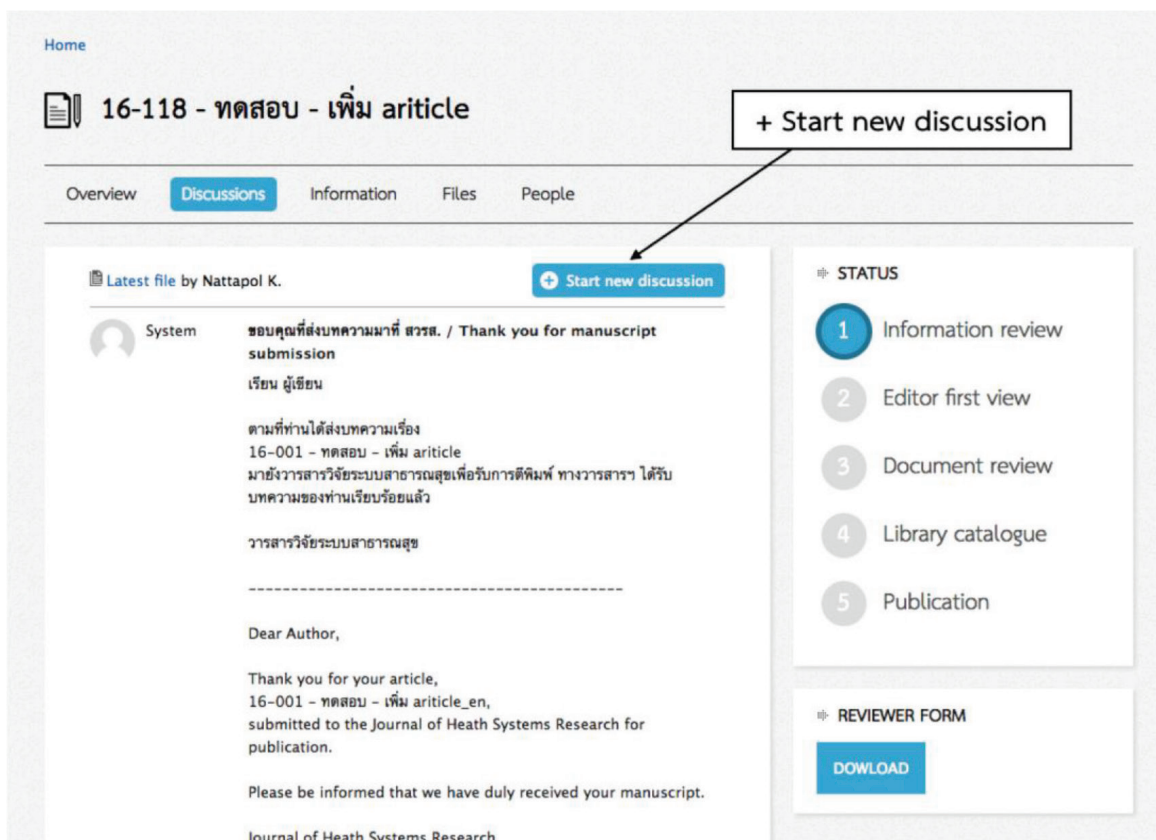 Home
16-118 - ทดสอบ - เพิ่ม ariticle
+ Start new discussion
Overview Discussions Information Files People
Latest file by Nattapol K.
Start new discussion
System
ขอบคุณที่ส่งบทความมาที่ สวรส. / Thank you for manuscript
submission
เรียน ผู้เขียน
ตามที่ท่านได้ส่งบทความเรื่อง
16-001 - ทดสอบ - เพิ่ม ariticle
มายังวารสารวิจัยระบบสาธารณสุขเพื่อรับการตีพิมพ์ ทางวารสารฯ ได้รับ
บทความของท่านเรียบร้อยแล้ว
วารสารวิจัยระบบสาธารณสุข
-------------------------------------------
Dear Author,
Thank you for your article,
16-001 - ทดสอบ - เพิ่ม ariticle_en,
submitted to the Journal of Heath Systems Research for
publication.
Please be informed that we have duly received your manuscript.
Journal of Heath Systems Research
STATUS
1 Information review
2 Editor first view
3 Document review
4 Library catalogue
5 Publication
REVIEWER FORM
DOWLOAD